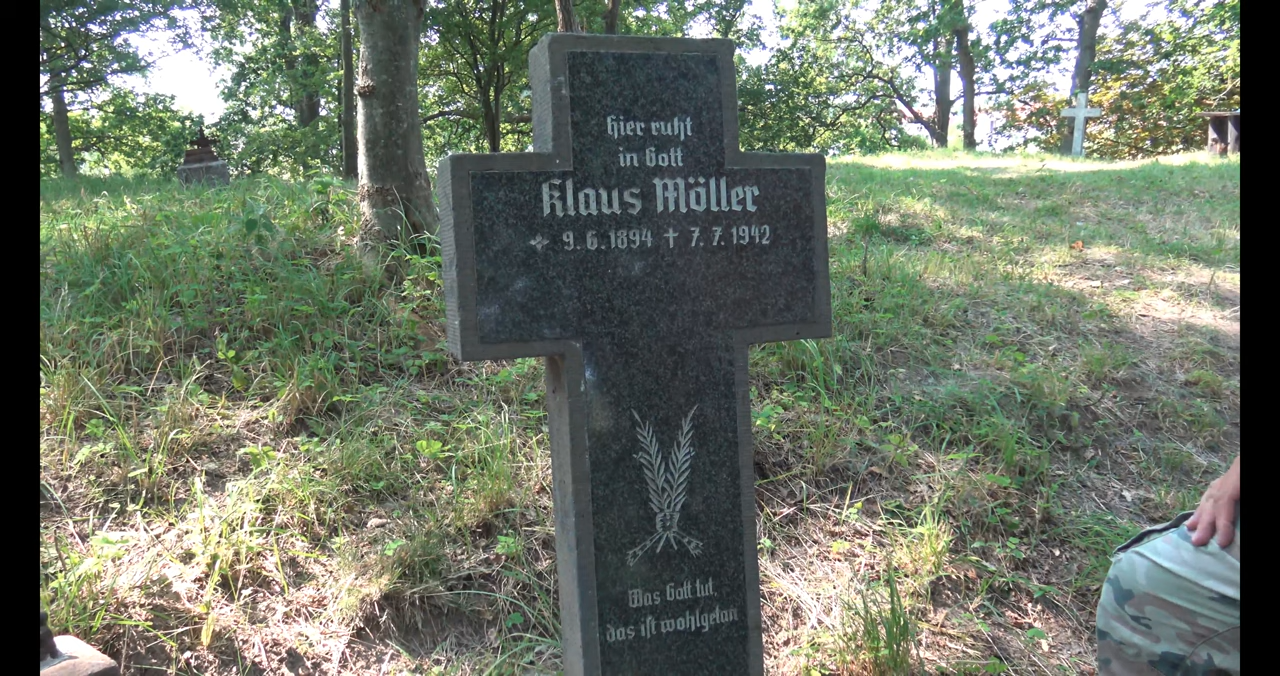 Hier ruht
in Gott
Klaus Möller
* 9.6.1894 † 7.7.1942
Was Gott tut,
das ist wohlgetan